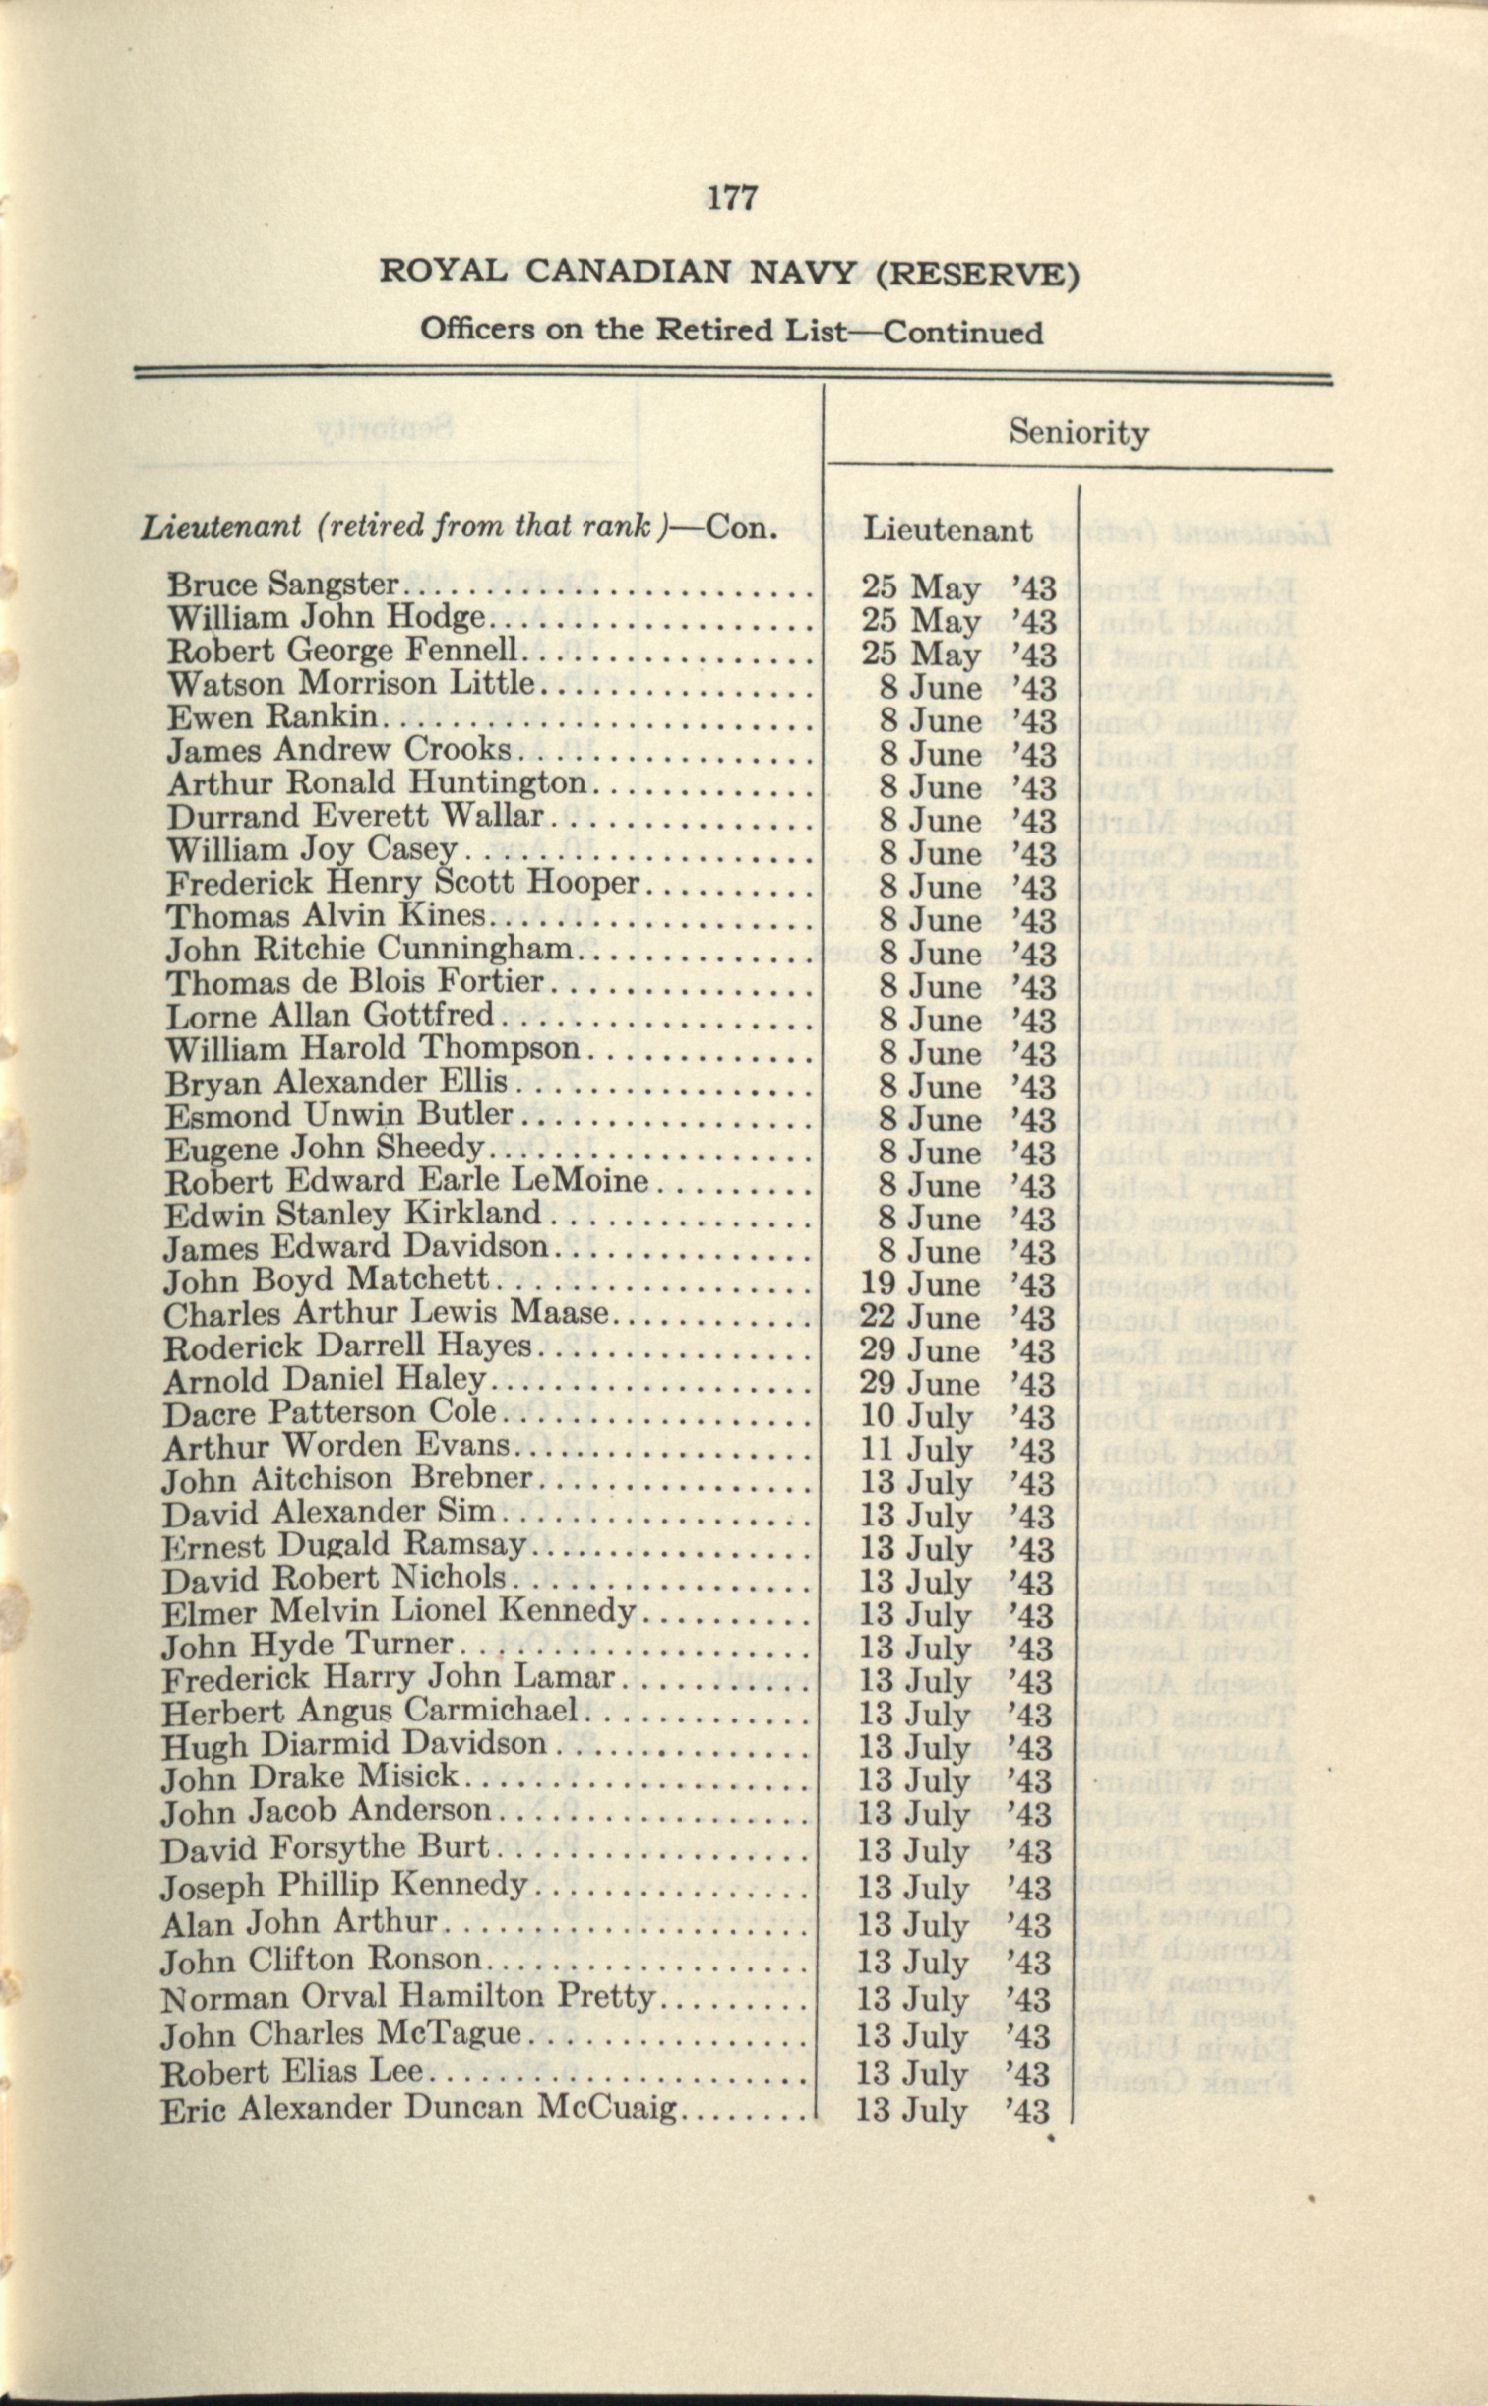 177
ROYAL CANADIAN NAVY (RESERVE)
Officers on the Retired List—Continued
Seniority
Lieutenant (retired from that rank)—Con. Lieutenant
Bruce Sangster........................ 25 May '43
William John Hodge................... 25 May '43
Robert George Fennell................. 25 May '43
Watson Morrison Little................ 8 June '43
Ewen Rankin......................... 8 June '43
James Andrew Crooks................. 8 June '43
Arthur Ronald Huntington............. 8 June '43
Durrand Everett Wallar............... 8 June '43
William Joy Casey.................... 8 June '43
Frederick Henry Scott Hooper.......... 8 June '43
Thomas Alvin Kines................... 8 June '43
John Ritchie Cunningham.............. 8 June '43
Thomas de Blois Fortier............... 8 June '43
Lorne Allan Gottfred.................. 8 June '43
William Harold Thompson............. 8 June '43
Bryan Alexander Ellis................. 8 June '43
Esmond Unwin Butler................. 8 June '43
Eugene John Sheedy................... 8 June '43
Robert Edward Earle LeMoine......... 8 June '43
Edwin Stanley Kirkland............... 8 June '43
James Edward Davidson............... 8 June '43
John Boyd Matchett................... 19 June '43
Charles Arthur Lewis Maase............ 22 June '43
Roderick Darrell Hayes................ 29 June '43
Arnold Daniel Haley................... 29 June '43
Dacre Patterson Cole.................. 10 July '43
Arthur Worden Evans................. 11 July '43
John Aitchison Brebner................ 13 July '43
David Alexander Sim.................. 13 July '43
Ernest Dugald Ramsay................ 13 July '43
David Robert Nichols................. 13 July '43
Elmer Melvin Lionel Kennedy.......... 13 July '43
John Hyde Turner.................... 13 July '43
Frederick Harry John Lamar........... 13 July '43
Herbert Angus Carmichael............. 13 July '43
Hugh Diarmid Davidson............... 13 July '43
John Drake Misick.................... 13 July '43
John Jacob Anderson.................. 13 July '43
David Forsythe Burt.................. 13 July '43
Joseph Phillip Kennedy................ 13 July '43
Alan John Arthur..................... 13 July '43
John Clifton Ronson................... 13 July '43
Norman Orval Hamilton Pretty......... 13 July '43
John Charles McTague................ 13 July '43
Robert Elias Lee...................... 13 July '43
Eric Alexander Duncan McCuaig........ 13 July '43